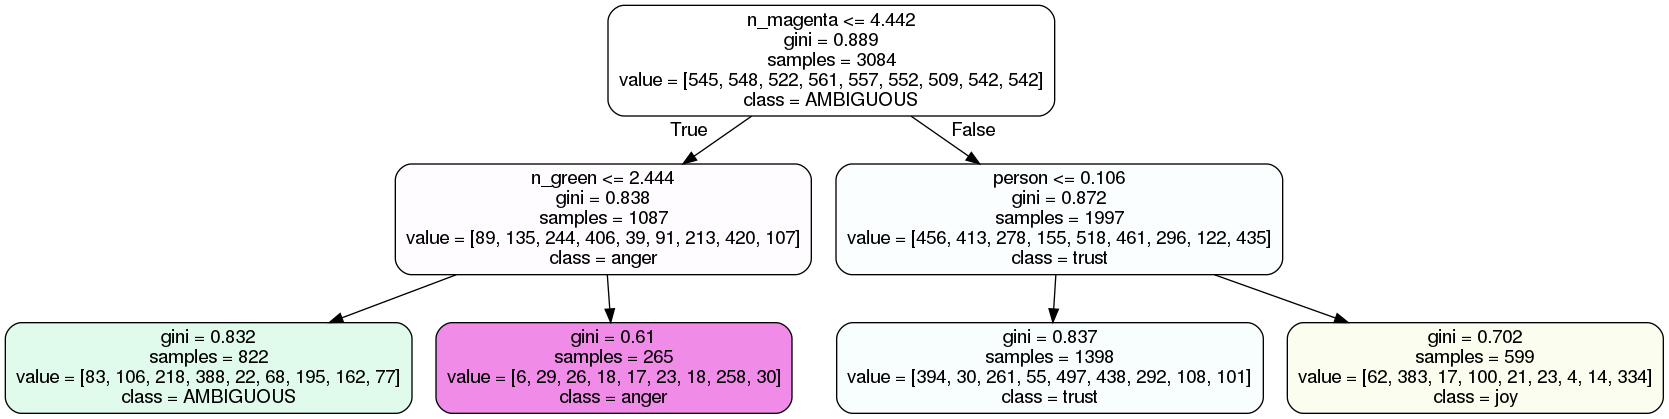 n_magenta <= 4.442
gini = 0.889
samples = 3084
value = [545, 548, 522, 561, 557, 552, 509, 542, 542]
class = AMBIGUOUS
True
False
n_green <= 2.444
gini = 0.838
samples = 1087
value = [89, 135, 244, 406, 39, 91, 213, 420, 107]
class = anger
person <= 0.106
gini = 0.872
samples = 1997
value = [456, 413, 278, 155, 518, 461, 296, 122, 435]
class = trust
gini = 0.832
samples = 822
value = [83, 106, 218, 388, 22, 68, 195, 162, 77]
class = AMBIGUOUS
gini = 0.61
samples = 265
value = [6, 29, 26, 18, 17, 23, 18, 258, 30]
class = anger
gini = 0.837
samples = 1398
value = [394, 30, 261, 55, 497, 438, 292, 108, 101]
class = trust
gini = 0.702
samples = 599
value = [62, 383, 17, 100, 21, 23, 4, 14, 334]
class = joy